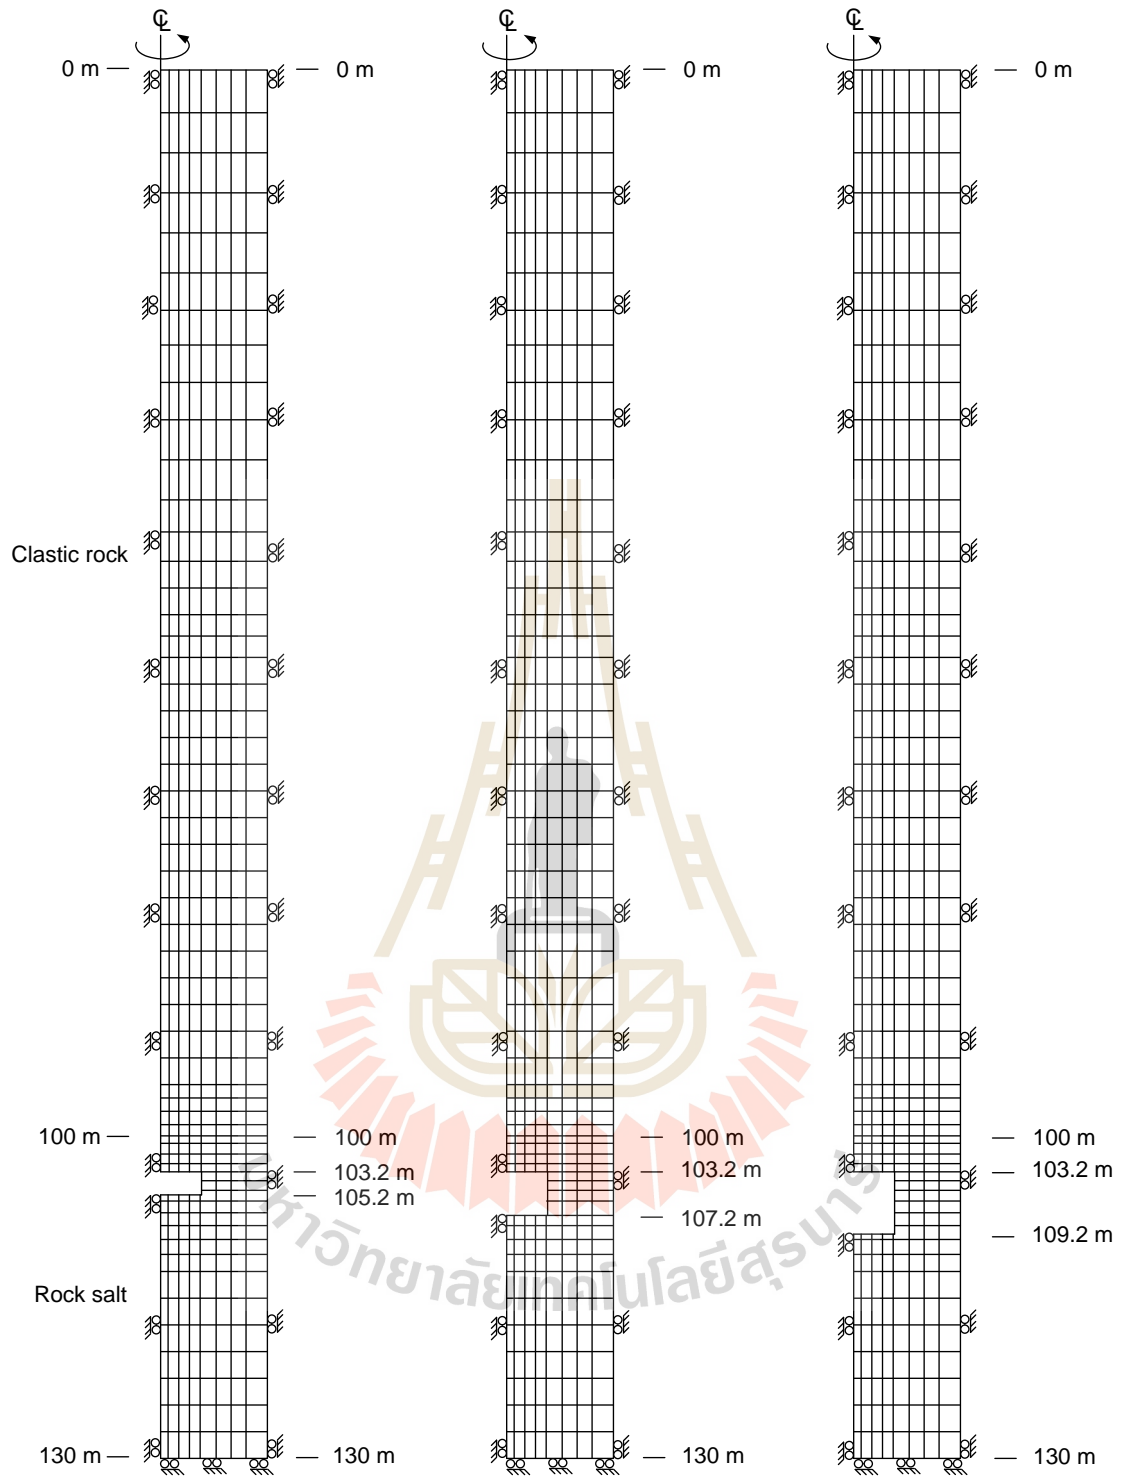 ℄ ℄ ℄
0 m 0 m 0 m 0 m
Clastic rock
100 m 100 m 100 m 100 m
103.2 m 103.2 m 103.2 m
105.2 m
107.2 m
109.2 m
Rock salt
มหาวิทยาลัยเทคโนโลยีสุรนารี
130 m 130 m 130 m 130 m